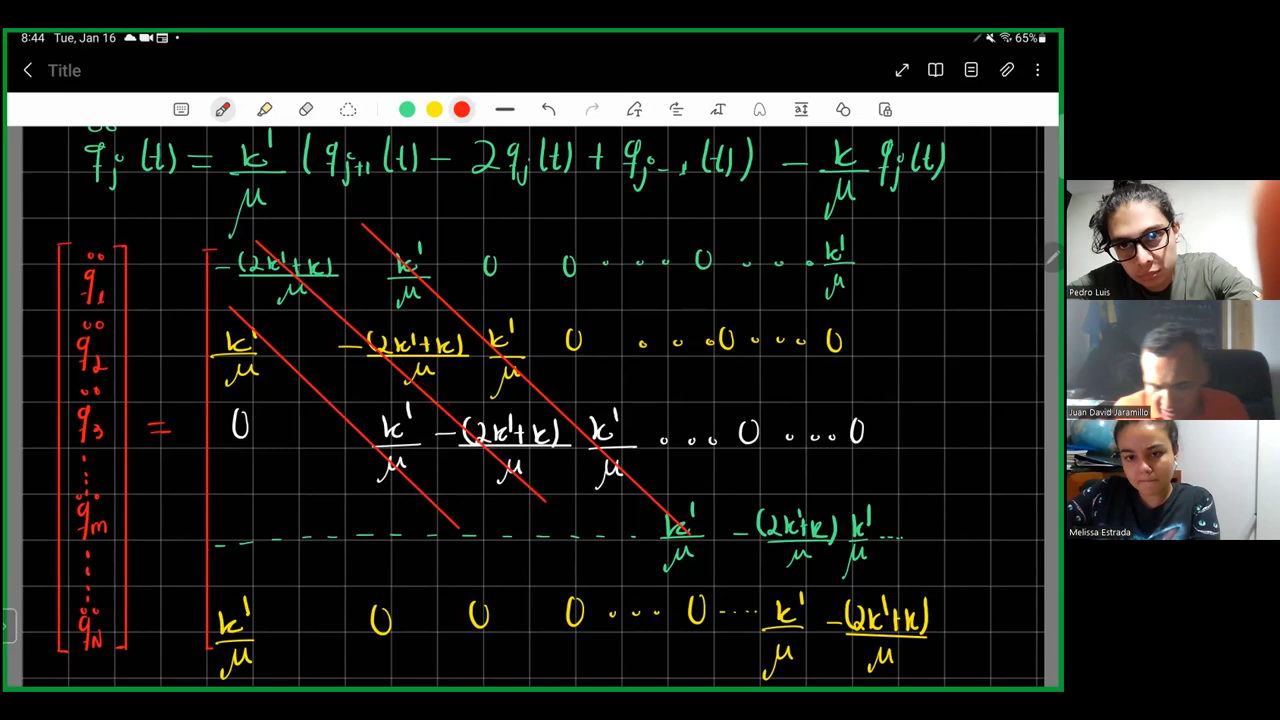 8:44 Tue, Jan 16
65%
Title
q̈ⱼ(t) = k'/μ (qⱼ₊₁(t) − 2qⱼ(t) + qⱼ₋₁(t)) − k/μ qⱼ(t)
q̈₁ −(2k'+k)/μ k'/μ 0 0 . . . 0 . . . . k'/μ
q̈₂ k'/μ −(2k'+k)/μ k'/μ 0 . . . 0 . . . 0
q̈₃ = 0 k'/μ −(2k'+k)/μ k'/μ . . . 0 . . . 0
⋮
q̈ₘ - - - - - - - - - - - - - - - k'/μ −(2k'+k)/μ k'/μ ....
⋮
q̈_N k'/μ 0 0 0 . . . 0 .... k'/μ −(2k'+k)/μ
Pedro Luis
Juan David Jaramillo
Melissa Estrada